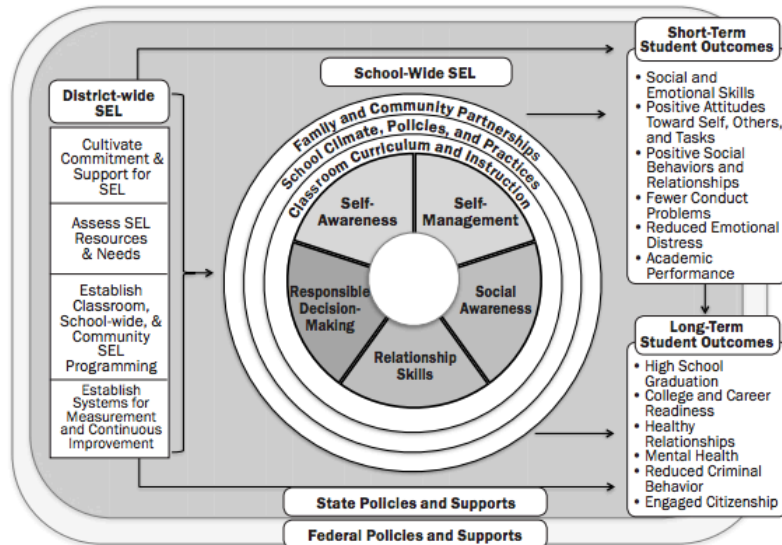 District-wide
SEL
Cultivate
Commitment &
Support for
SEL
Assess SEL
Resources
& Needs
Establish
Classroom,
School-wide, &
Community
SEL
Programming
Establish
Systems for
Measurement
and Continuous
Improvement
School-Wide SEL
Family and Community Partnerships
School Climate, Policies, and Practices
Classroom Curriculum and Instruction
Self-
Awareness
Self-
Management
Responsible
Decision-
Making
Social
Awareness
Relationship
Skills
Short-Term
Student Outcomes
• Social and
Emotional Skills
• Positive Attitudes
Toward Self, Others,
and Tasks
• Positive Social
Behaviors and
Relationships
• Fewer Conduct
Problems
• Reduced Emotional
Distress
• Academic
Performance
Long-Term
Student Outcomes
• High School
Graduation
• College and Career
Readiness
• Healthy
Relationships
• Mental Health
• Reduced Criminal
Behavior
• Engaged Citizenship
State Policies and Supports
Federal Policies and Supports